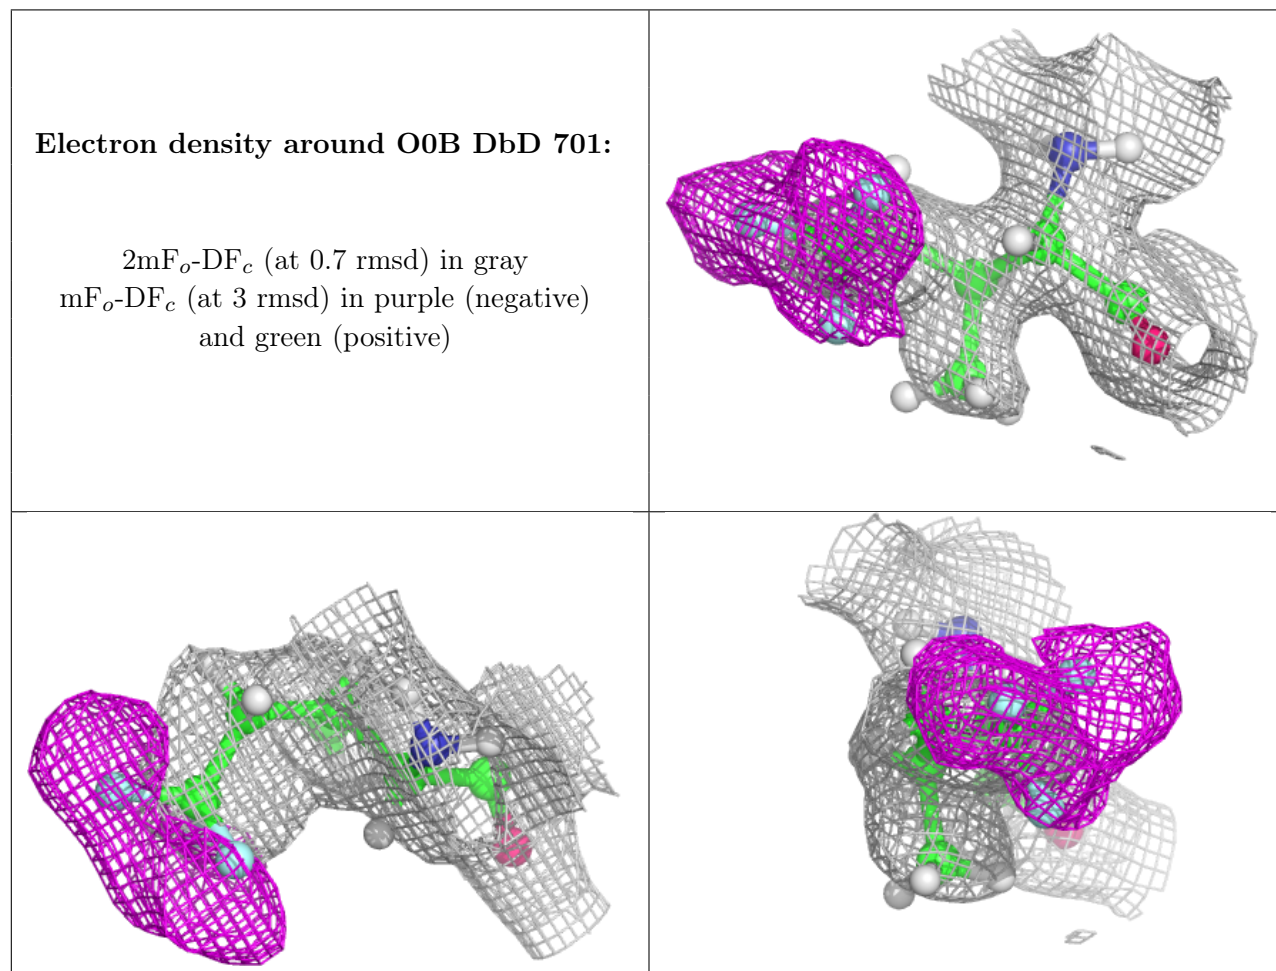 Electron density around O0B DbD 701:
2mFo-DFc (at 0.7 rmsd) in gray
mFo-DFc (at 3 rmsd) in purple (negative)
and green (positive)